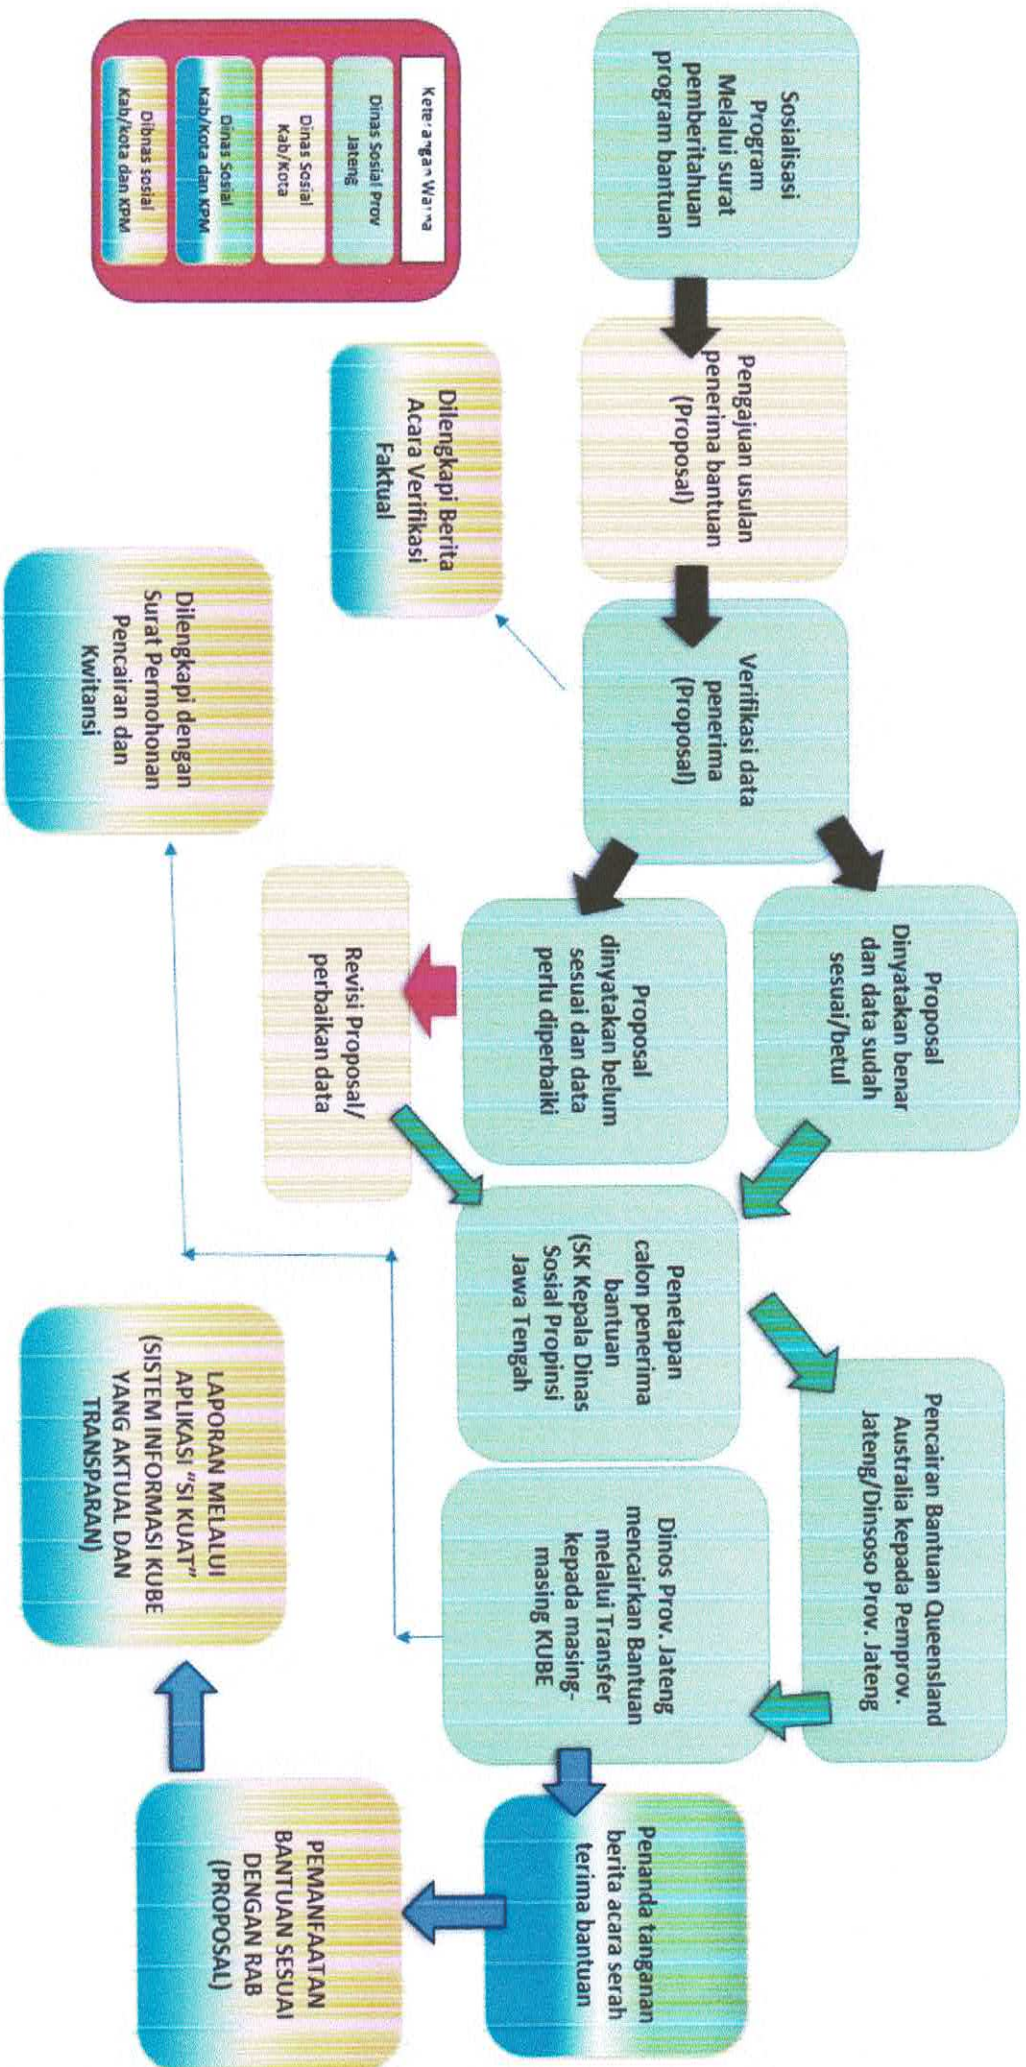 Sosialisasi
Program
Melalui surat
pemberitahuan
program bantuan
Pengajuan usulan
penerima bantuan
(Proposal)
Verifikasi data
penerima
(Proposal)
Proposal
Dinyatakan benar
dan data sudah
sesuai/betul
Proposal
dinyatakan belum
sesuai dan data
perlu diperbaiki
Revisi Proposal/
perbaikan data
Penetapan
calon penerima
bantuan
(SK Kepala Dinas
Sosial Propinsi
Jawa Tengah
Pencairan Bantuan Queensland
Australia kepada Pemprov.
Jateng/Dinsoso Prov. Jateng
Dinos Prov. Jateng
mencairkan Bantuan
melalui Transfer
kepada masing-
masing KUBE
Penanda tanganan
berita acara serah
terima bantuan
PEMANFAATAN
BANTUAN SESUAI
DENGAN RAB
(PROPOSAL)
LAPORAN MELALUI
APLIKASI "SI KUAT"
(SISTEM INFORMASI KUBE
YANG AKTUAL DAN
TRANSPARAN)
Dilengkapi Berita
Acara Verifikasi
Faktual
Dilengkapi dengan
Surat Permohonan
Pencairan dan
Kwitansi
Keterangan Warna
Dinas Sosial Prov
Jateng
Dinas Sosial
Kab/Kota
Dinas Sosial
Kab/Kota dan KPM
Dibnas sosial
Kab/kota dan KPM